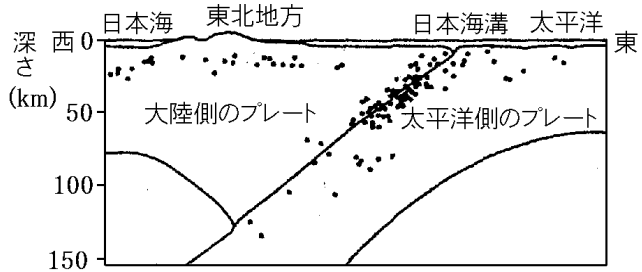 日本海 東北地方 日本海溝 太平洋
深さ(km) 西 0 東
50
大陸側のプレート 太平洋側のプレート
100
150